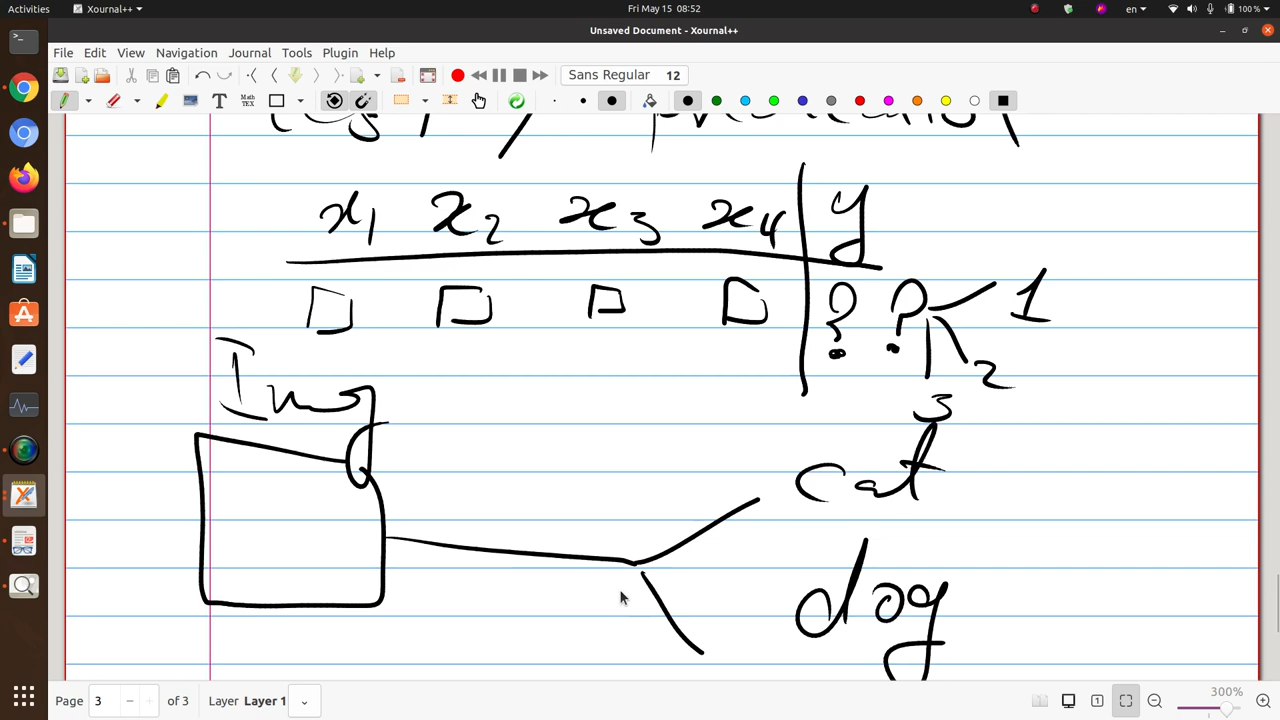 Activities
Xournal++
Fri May 15 08:52
en
100 %
Unsaved Document - Xournal++
File Edit View Navigation Journal Tools Plugin Help
Sans Regular 12
x1 x2 x3 x4 y
? ? 1
2
3
Img
cat
dog
Page 3 of 3 Layer Layer 1
300%